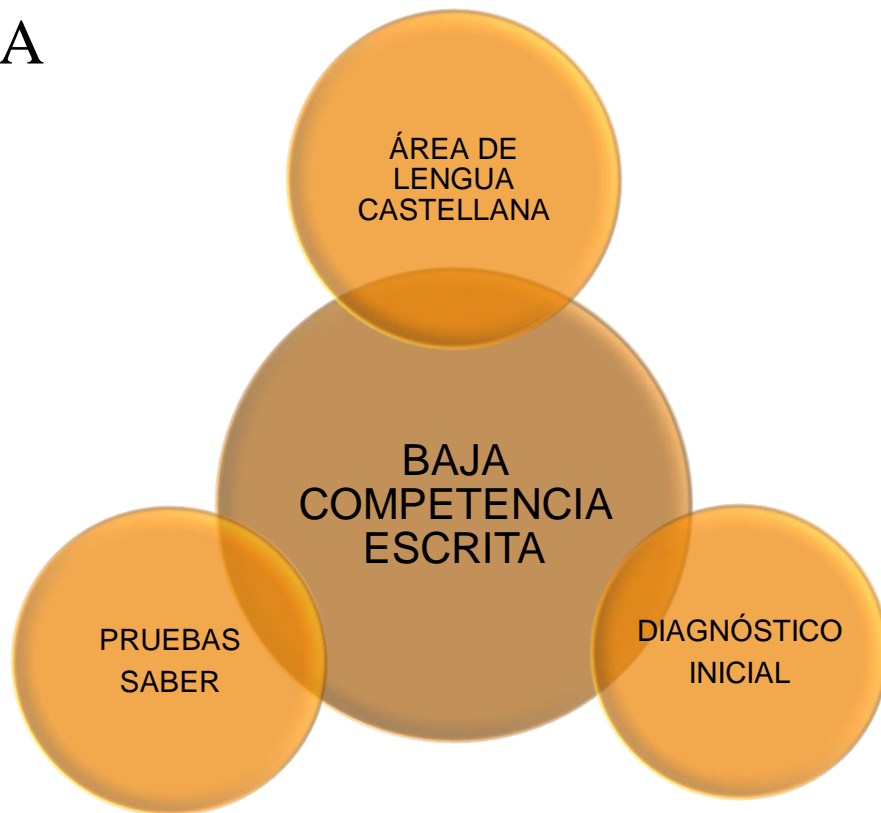 A
ÁREA DE
LENGUA
CASTELLANA
BAJA
COMPETENCIA
ESCRITA
PRUEBAS
SABER
DIAGNÓSTICO
INICIAL